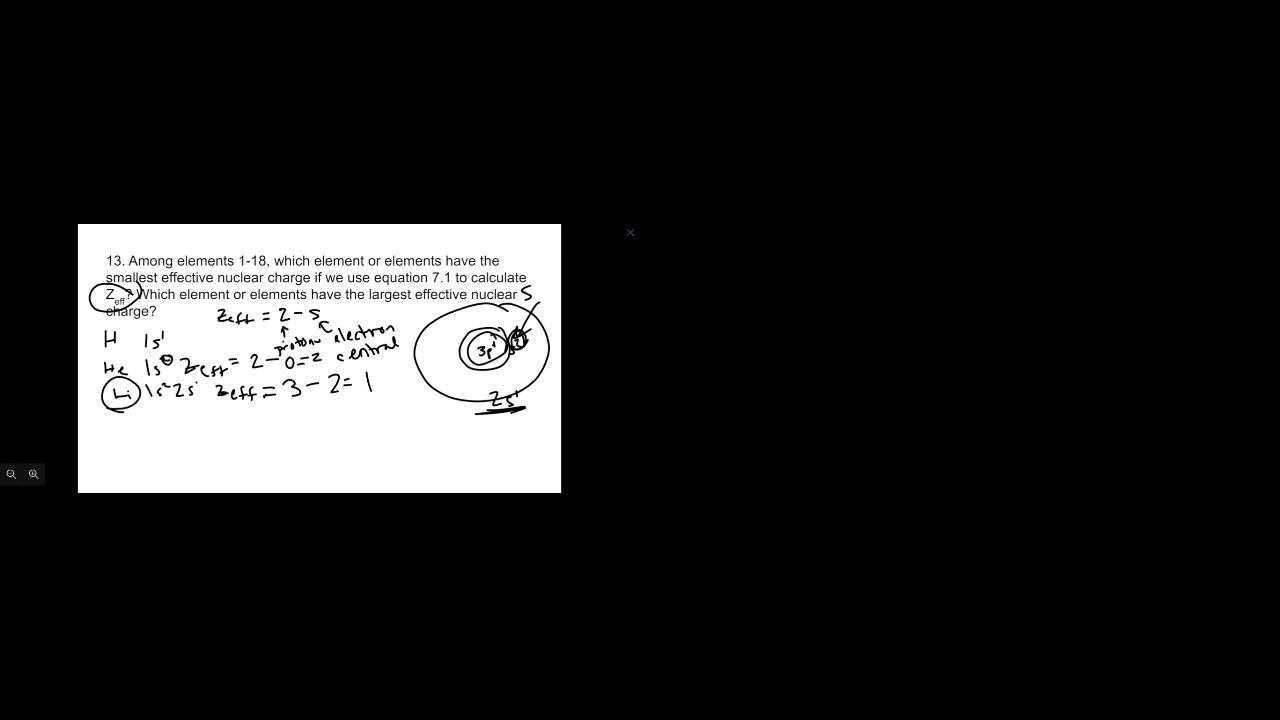 13. Among elements 1-18, which element or elements have the
smallest effective nuclear charge if we use equation 7.1 to calculate
Zeff? Which element or elements have the largest effective nuclear
charge?
S
Zeff = Z - S
proton electron
central
H 1s¹
He 1s² Zeff = 2 - 0 = 2
Li 1s² 2s¹ Zeff = 3 - 2 = 1
3p⁺
2s¹